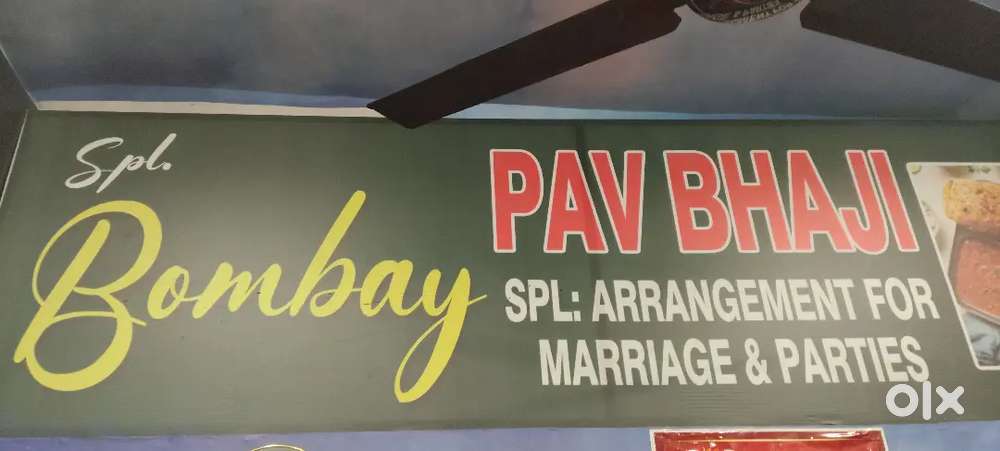 Spl.
Bombay
PAV BHAJI
SPL: ARRANGEMENT FOR
MARRIAGE & PARTIES
olx